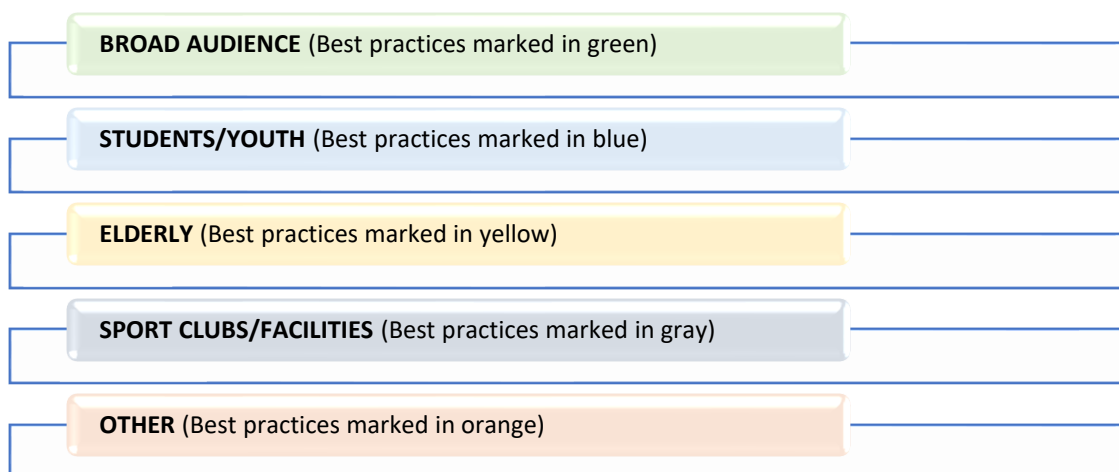 BROAD AUDIENCE (Best practices marked in green)
STUDENTS/YOUTH (Best practices marked in blue)
ELDERLY (Best practices marked in yellow)
SPORT CLUBS/FACILITIES (Best practices marked in gray)
OTHER (Best practices marked in orange)